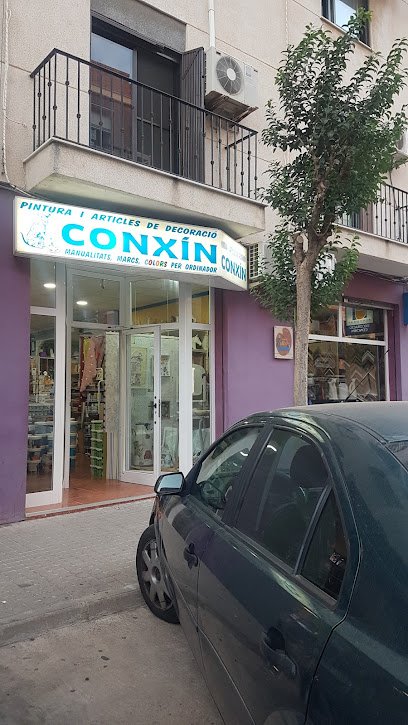 PINTURA I ARTICLES DE DECORACIÓ
CONXÍN
MANUALITATS, MARCS, COLORS PER ORDINADOR
CONXÍN